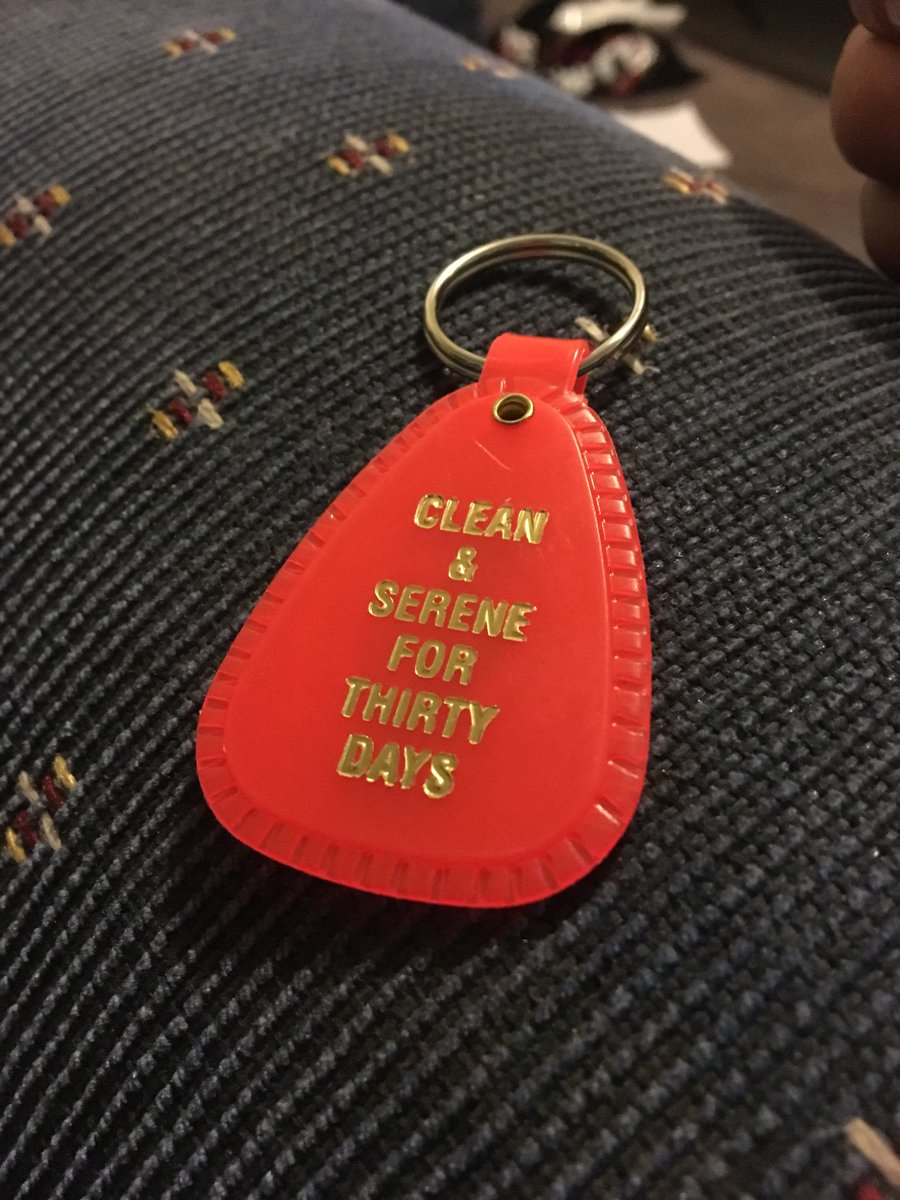 CLEAN
&
SERENE
FOR
THIRTY
DAYS